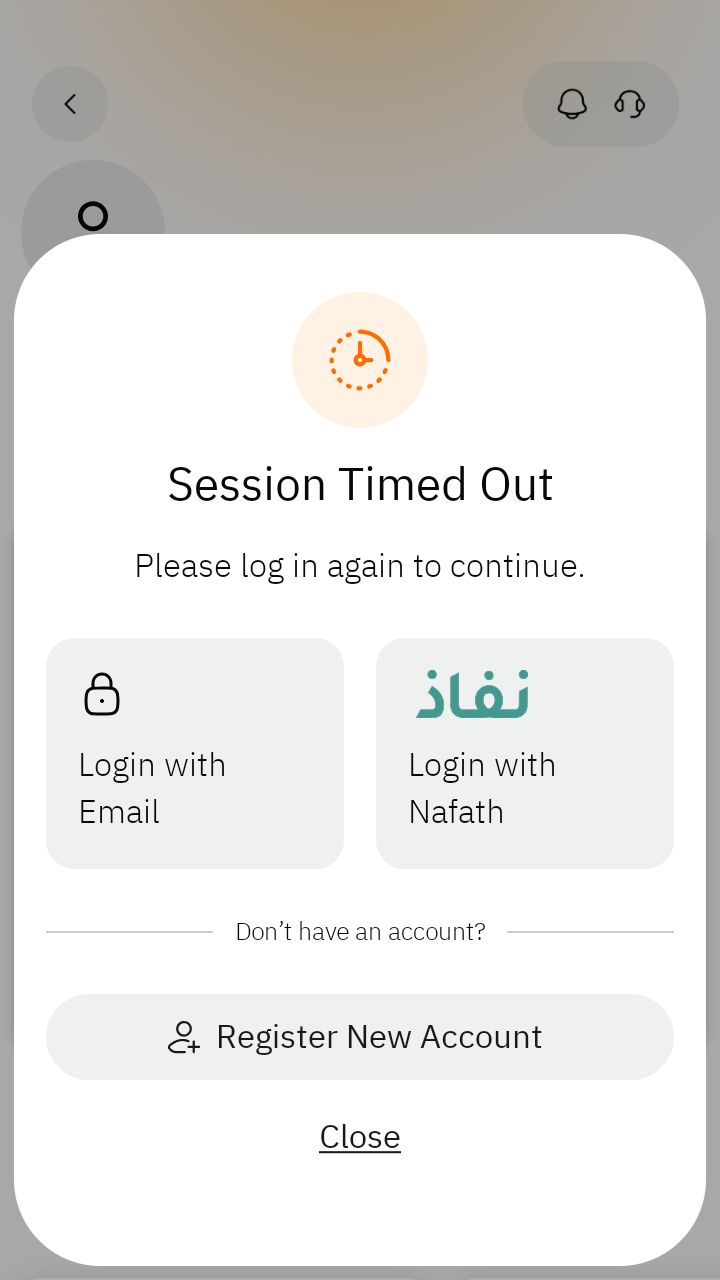 Session Timed Out
Please log in again to continue.
Login with
Email
نفاذ
Login with
Nafath
Don’t have an account?
Register New Account
Close